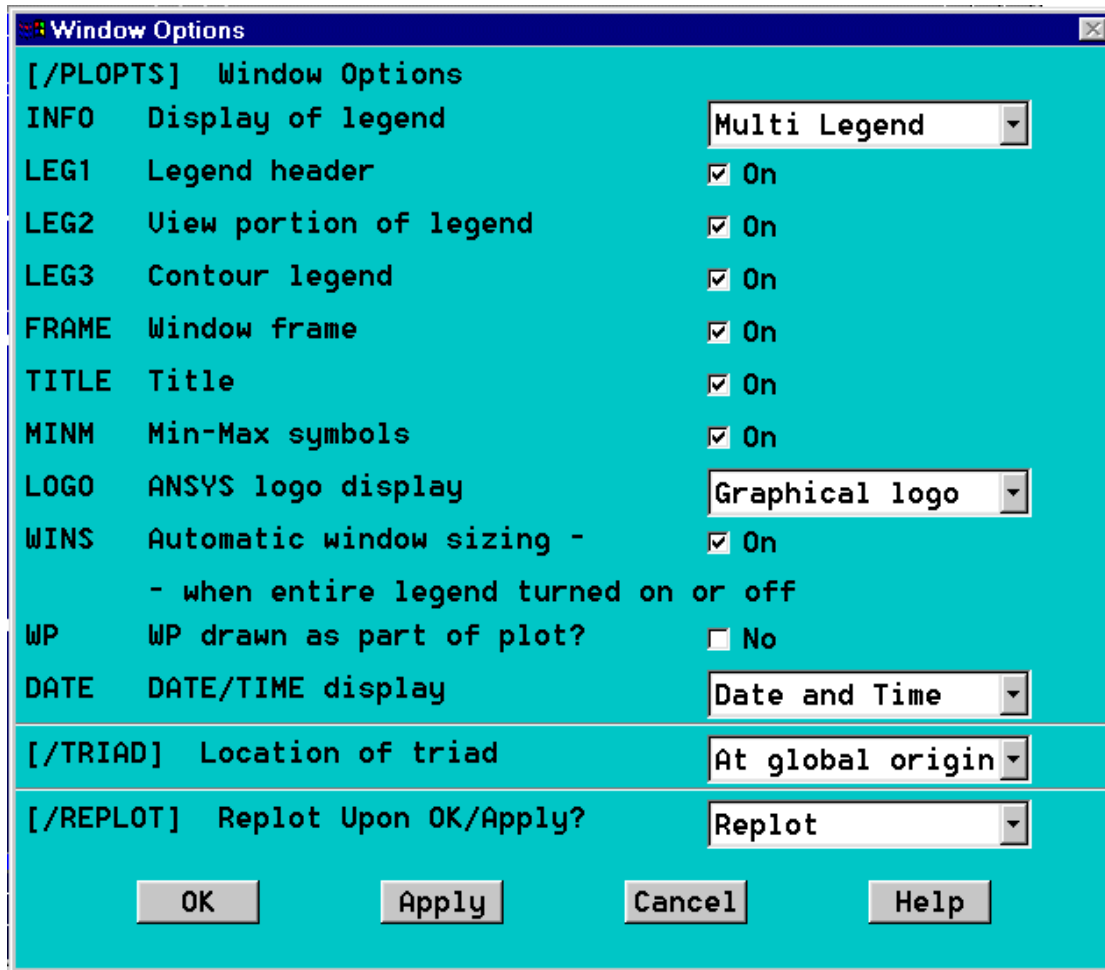 Window Options
[/PLOPTS] Window Options
INFO Display of legend Multi Legend
LEG1 Legend header On
LEG2 View portion of legend On
LEG3 Contour legend On
FRAME Window frame On
TITLE Title On
MINM Min-Max symbols On
LOGO ANSYS logo display Graphical logo
WINS Automatic window sizing - On
- when entire legend turned on or off
WP WP drawn as part of plot? No
DATE DATE/TIME display Date and Time
[/TRIAD] Location of triad At global origin
[/REPLOT] Replot Upon OK/Apply? Replot
OK Apply Cancel Help